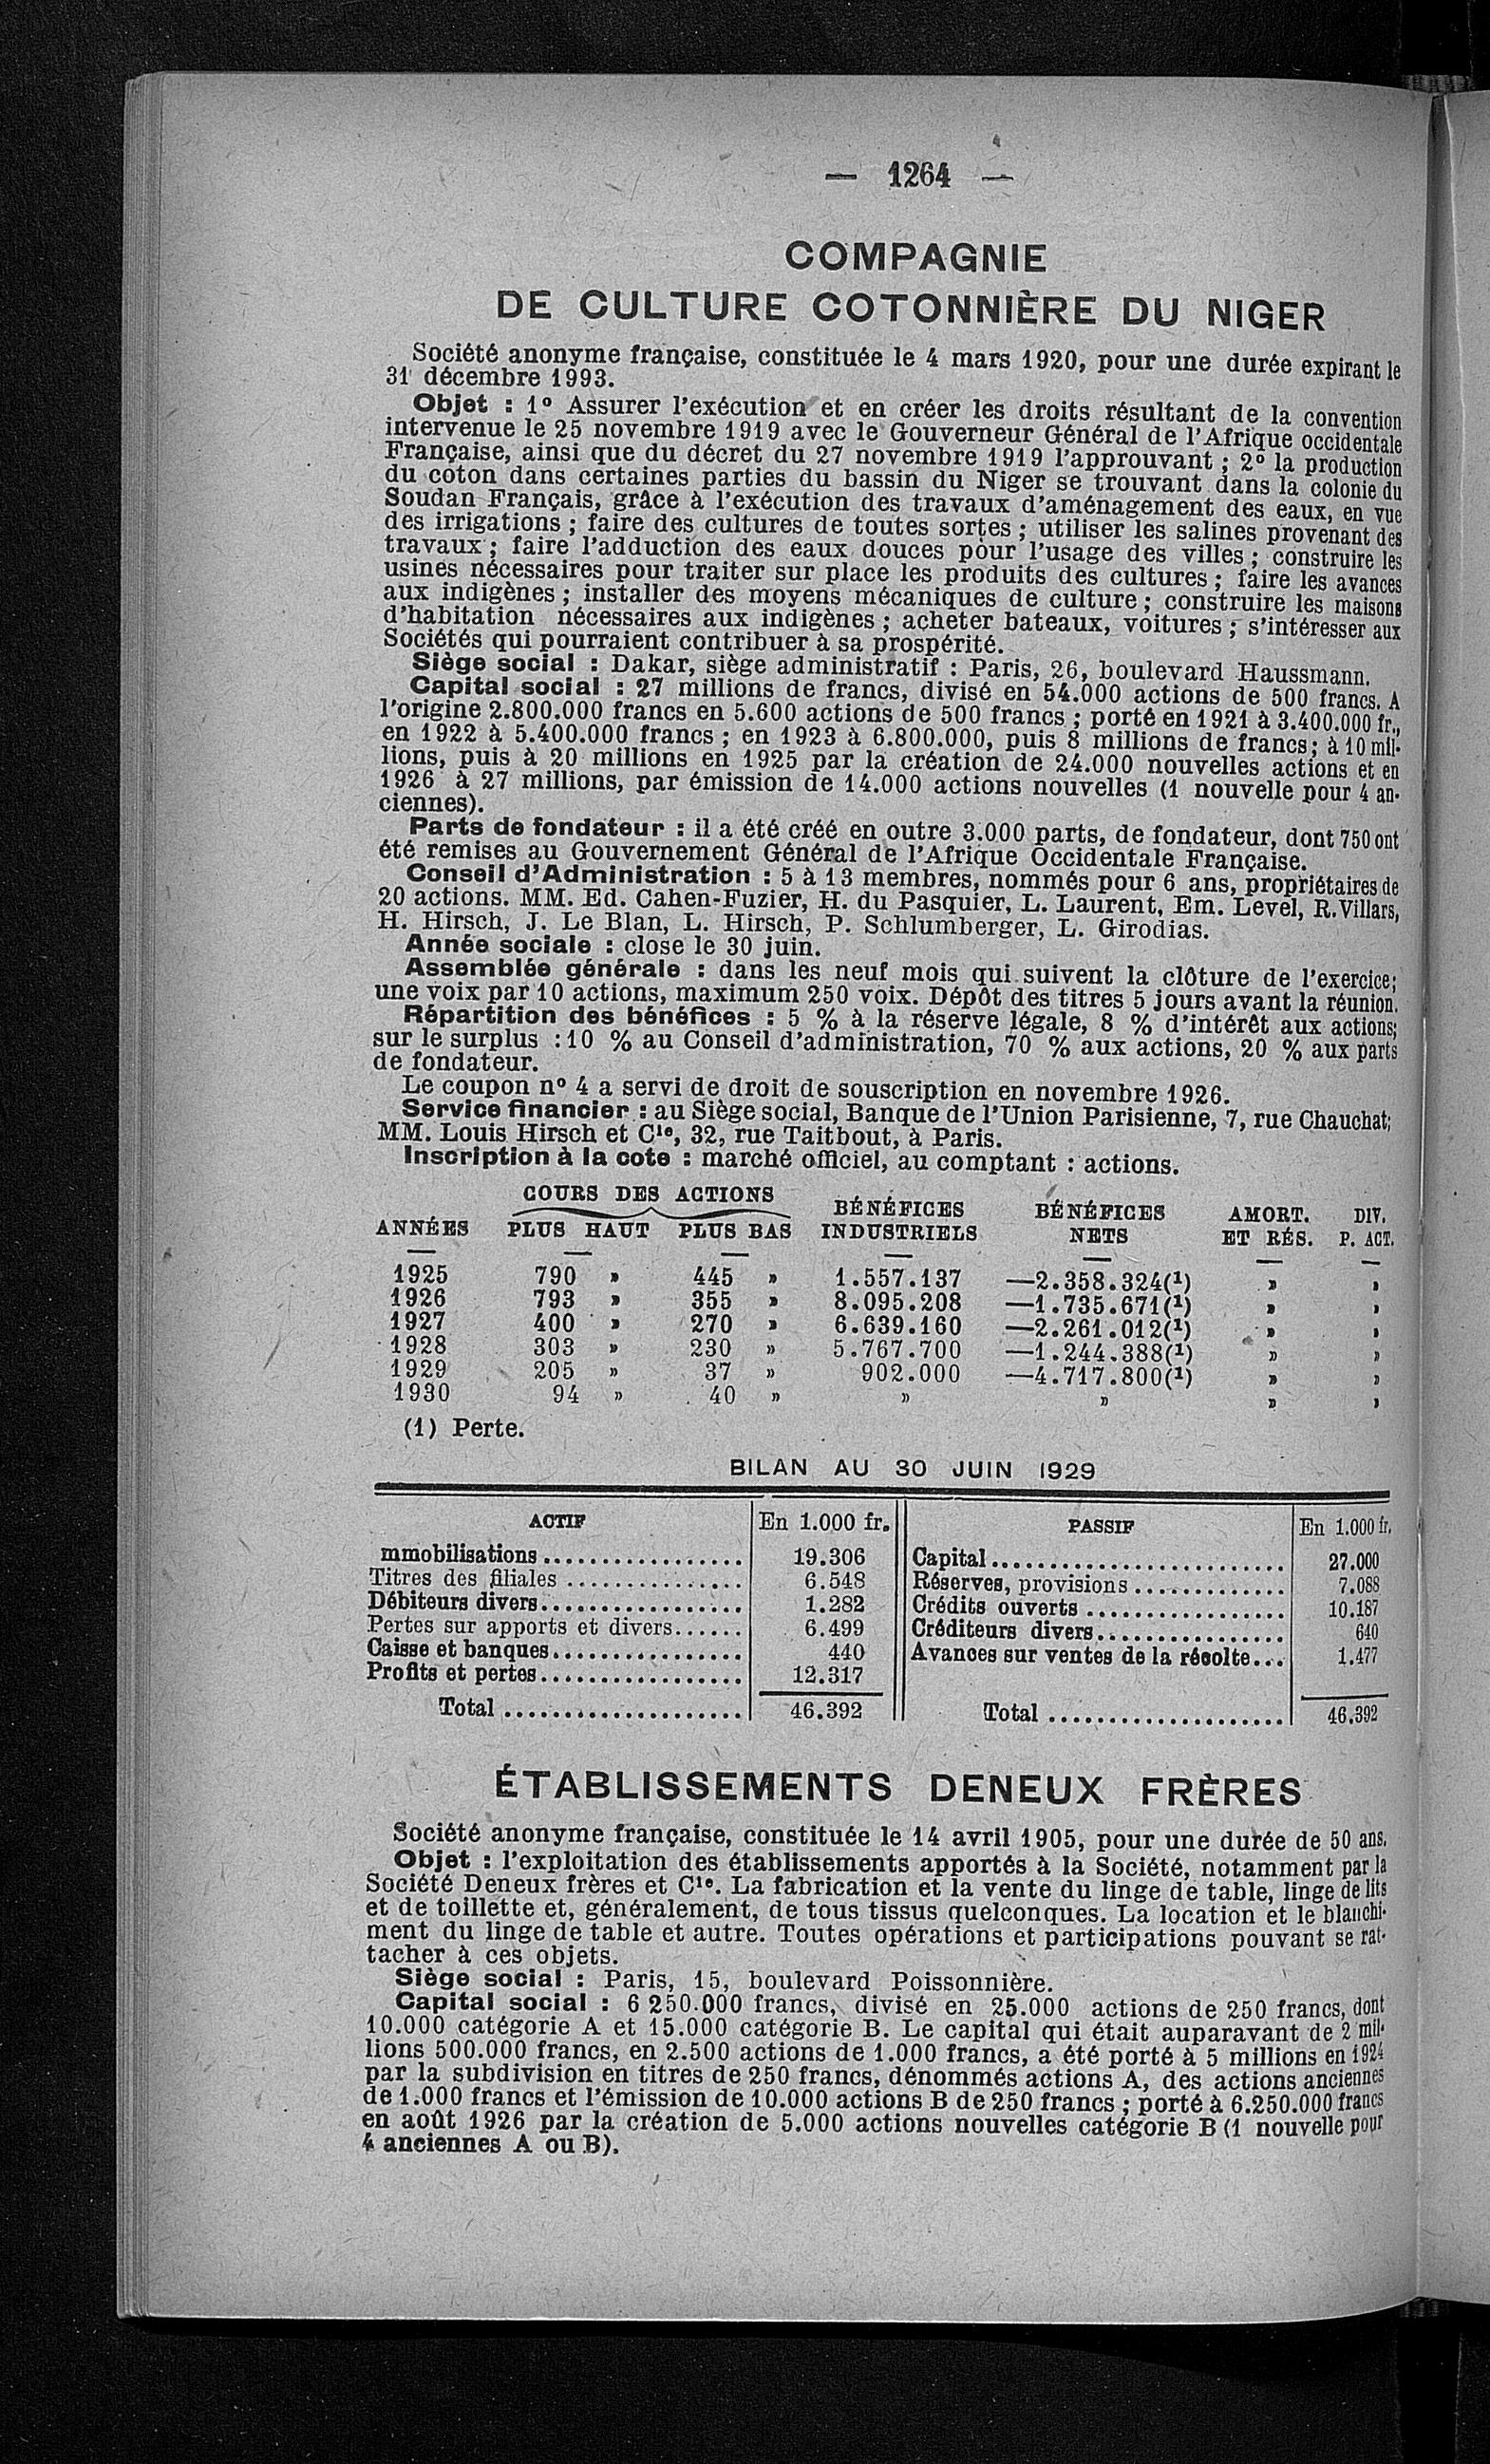 — 1264 —
COMPAGNIE
DE CULTURE COTONNIÈRE DU NIGER
Société anonyme française, constituée le 4 mars 1920, pour une durée expirant le
31 décembre 1993.
Objet : 1º Assurer l'exécution et en créer les droits résultant de la convention
intervenue le 25 novembre 1919 avec le Gouverneur Général de l'Afrique occidentale
Française, ainsi que du décret du 27 novembre 1919 l'approuvant ; 2º la production
du coton dans certaines parties du bassin du Niger se trouvant dans la colonie du
Soudan Français, grâce à l'exécution des travaux d'aménagement des eaux, en vue
des irrigations ; faire des cultures de toutes sortes ; utiliser les salines provenant des
travaux ; faire l'adduction des eaux douces pour l'usage des villes ; construire les
usines nécessaires pour traiter sur place les produits des cultures ; faire les avances
aux indigènes ; installer des moyens mécaniques de culture ; construire les maisons
d'habitation nécessaires aux indigènes ; acheter bateaux, voitures ; s'intéresser aux
Sociétés qui pourraient contribuer à sa prospérité.
Siège social : Dakar, siège administratif : Paris, 26, boulevard Haussmann.
Capital social : 27 millions de francs, divisé en 54.000 actions de 500 francs. A
l'origine 2.800.000 francs en 5.600 actions de 500 francs ; porté en 1921 à 3.400.000 fr.,
en 1922 à 5.400.000 francs ; en 1923 à 6.800.000, puis 8 millions de francs ; à 10 mil-
lions, puis à 20 millions en 1925 par la création de 24.000 nouvelles actions et en
1926 à 27 millions, par émission de 14.000 actions nouvelles (1 nouvelle pour 4 an-
ciennes).
Parts de fondateur : il a été créé en outre 3.000 parts, de fondateur, dont 750 ont
été remises au Gouvernement Général de l'Afrique Occidentale Française.
Conseil d'Administration : 5 à 13 membres, nommés pour 6 ans, propriétaires de
20 actions. MM. Ed. Cahen-Fuzier, H. du Pasquier, L. Laurent, Em. Level, R. Villars,
H. Hirsch, J. Le Blan, L. Hirsch, P. Schlumberger, L. Girodias.
Année sociale : close le 30 juin.
Assemblée générale : dans les neuf mois qui suivent la clôture de l'exercice;
une voix par 10 actions, maximum 250 voix. Dépôt des titres 5 jours avant la réunion.
Répartition des bénéfices : 5 % à la réserve légale, 8 % d'intérêt aux actions;
sur le surplus : 10 % au Conseil d'administration, 70 % aux actions, 20 % aux parts
de fondateur.
Le coupon nº 4 a servi de droit de souscription en novembre 1926.
Service financier : au Siège social, Banque de l'Union Parisienne, 7, rue Chauchat;
MM. Louis Hirsch et Cie, 32, rue Taitbout, à Paris.
Inscription à la cote : marché officiel, au comptant : actions.
COURS DES ACTIONS
ANNÉES PLUS HAUT PLUS BAS BÉNÉFICES INDUSTRIELS BÉNÉFICES NETS AMORT. ET RÉS. DIV. P. ACT.
1925 790 » 445 » 1.557.137 —2.358.324(1) » »
1926 793 » 355 » 8.095.208 —1.735.671(1) » »
1927 400 » 270 » 6.639.160 —2.261.012(1) » »
1928 303 » 230 » 5.767.700 —1.244.388(1) » »
1929 205 » 37 » 902.000 —4.717.800(1) » »
1930 94 » 40 » » » » »
(1) Perte.
BILAN AU 30 JUIN 1929
ACTIF En 1.000 fr. PASSIF En 1.000 fr.
mmobilisations ................. 19.306 Capital ......................... 27.000
Titres des filiales ............... 6.548 Réserves, provisions ............. 7.088
Débiteurs divers................. 1.282 Crédits ouverts ................. 10.187
Pertes sur apports et divers...... 6.499 Créditeurs divers................ 640
Caisse et banques................ 440 Avances sur ventes de la récolte... 1.477
Profits et pertes................. 12.317
Total .................... 46.392 Total .................... 46.392
ÉTABLISSEMENTS DENEUX FRÈRES
Société anonyme française, constituée le 14 avril 1905, pour une durée de 50 ans.
Objet : l'exploitation des établissements apportés à la Société, notamment par la
Société Deneux frères et Cie. La fabrication et la vente du linge de table, linge de lits
et de toillette et, généralement, de tous tissus quelconques. La location et le blanchi-
ment du linge de table et autre. Toutes opérations et participations pouvant se rat-
tacher à ces objets.
Siège social : Paris, 15, boulevard Poissonnière.
Capital social : 6 250.000 francs, divisé en 25.000 actions de 250 francs, dont
10.000 catégorie A et 15.000 catégorie B. Le capital qui était auparavant de 2 mil-
lions 500.000 francs, en 2.500 actions de 1.000 francs, a été porté à 5 millions en 1924
par la subdivision en titres de 250 francs, dénommés actions A, des actions anciennes
de 1.000 francs et l'émission de 10.000 actions B de 250 francs ; porté à 6.250.000 francs
en août 1926 par la création de 5.000 actions nouvelles catégorie B (1 nouvelle pour
4 anciennes A ou B).